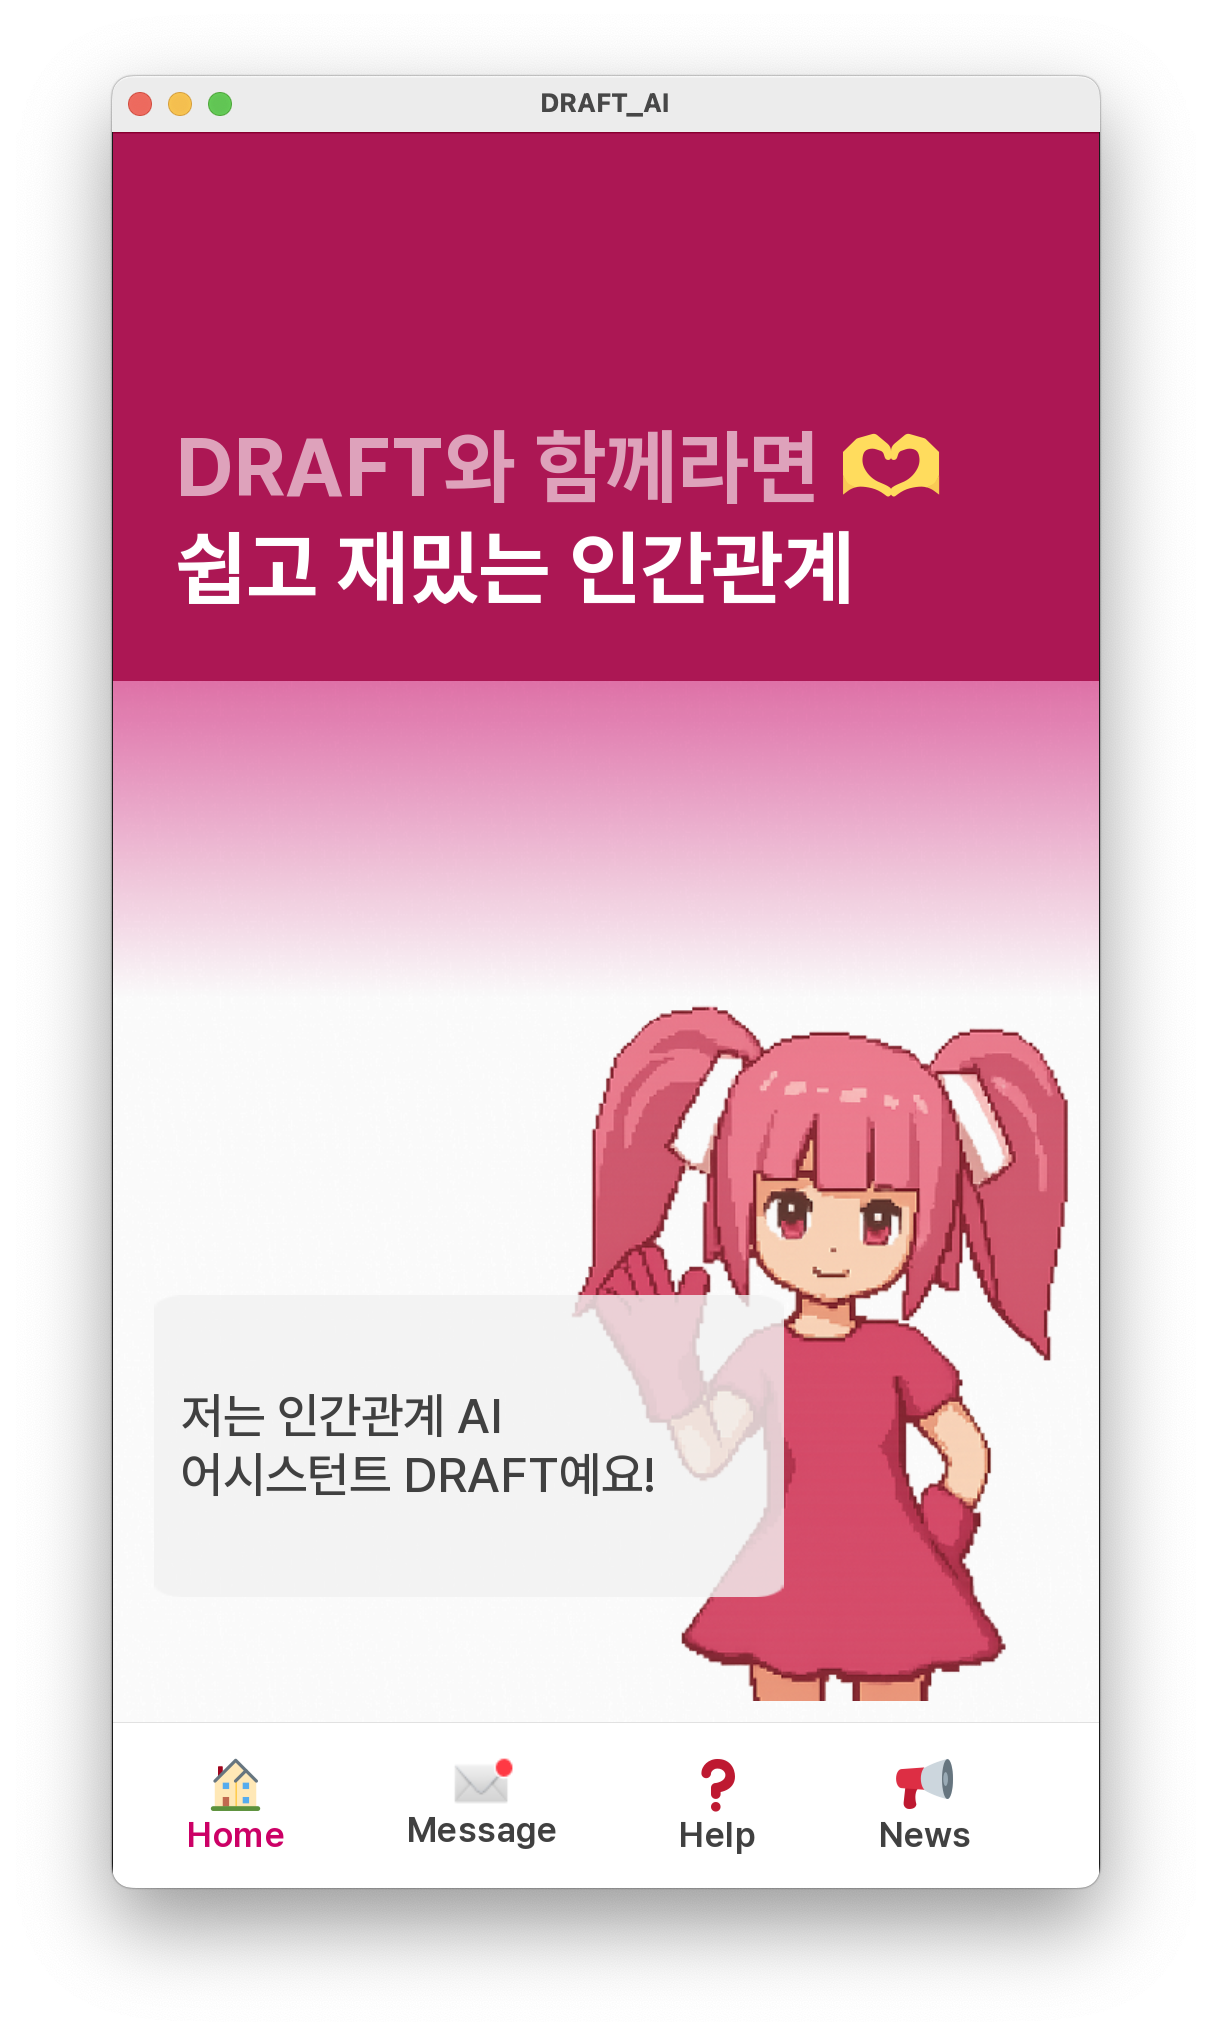 DRAFT_AI
DRAFT와 함께라면 🫶
쉽고 재밌는 인간관계
저는 인간관계 AI
어시스턴트 DRAFT예요!
Home
Message
Help
News